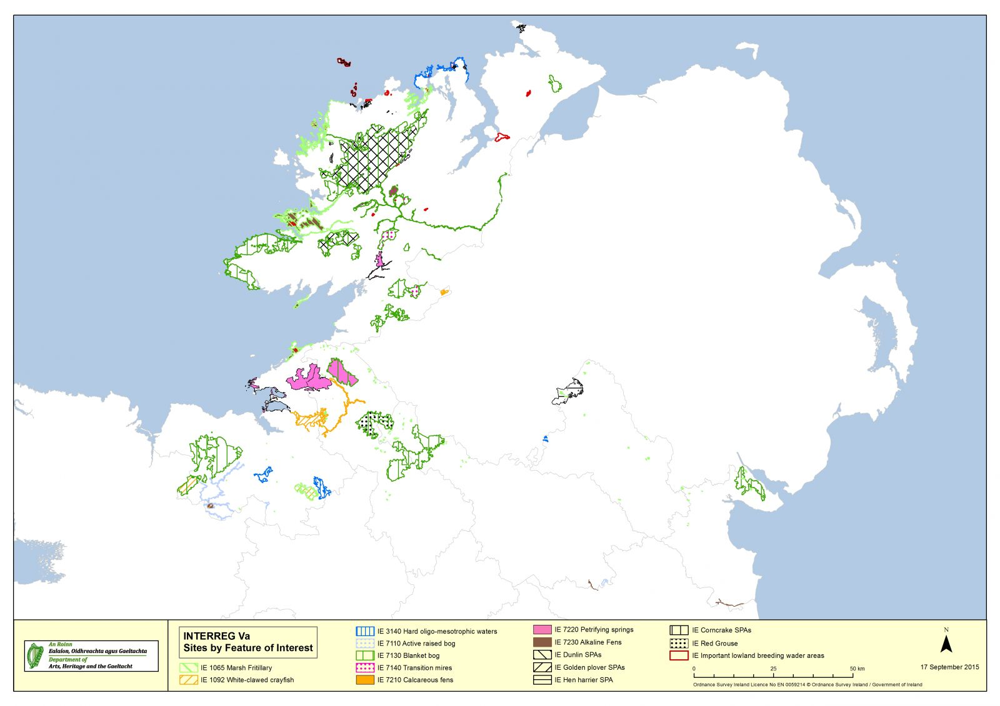 An Roinn
Ealaíon, Oidhreachta agus Gaeltachta
Department of
Arts, Heritage and the Gaeltacht
INTERREG Va
Sites by Feature of Interest
IE 1065 Marsh Fritillary
IE 1092 White-clawed crayfish
IE 3140 Hard oligo-mesotrophic waters
IE 7110 Active raised bog
IE 7130 Blanket bog
IE 7140 Transition mires
IE 7210 Calcareous fens
IE 7220 Petrifying springs
IE 7230 Alkaline Fens
IE Dunlin SPAs
IE Golden plover SPAs
IE Hen harrier SPA
IE Corncrake SPAs
IE Red Grouse
IE Important lowland breeding wader areas
0 25 50 km
Ordnance Survey Ireland Licence No EN 0059214 © Ordnance Survey Ireland / Government of Ireland
N
17 September 2015